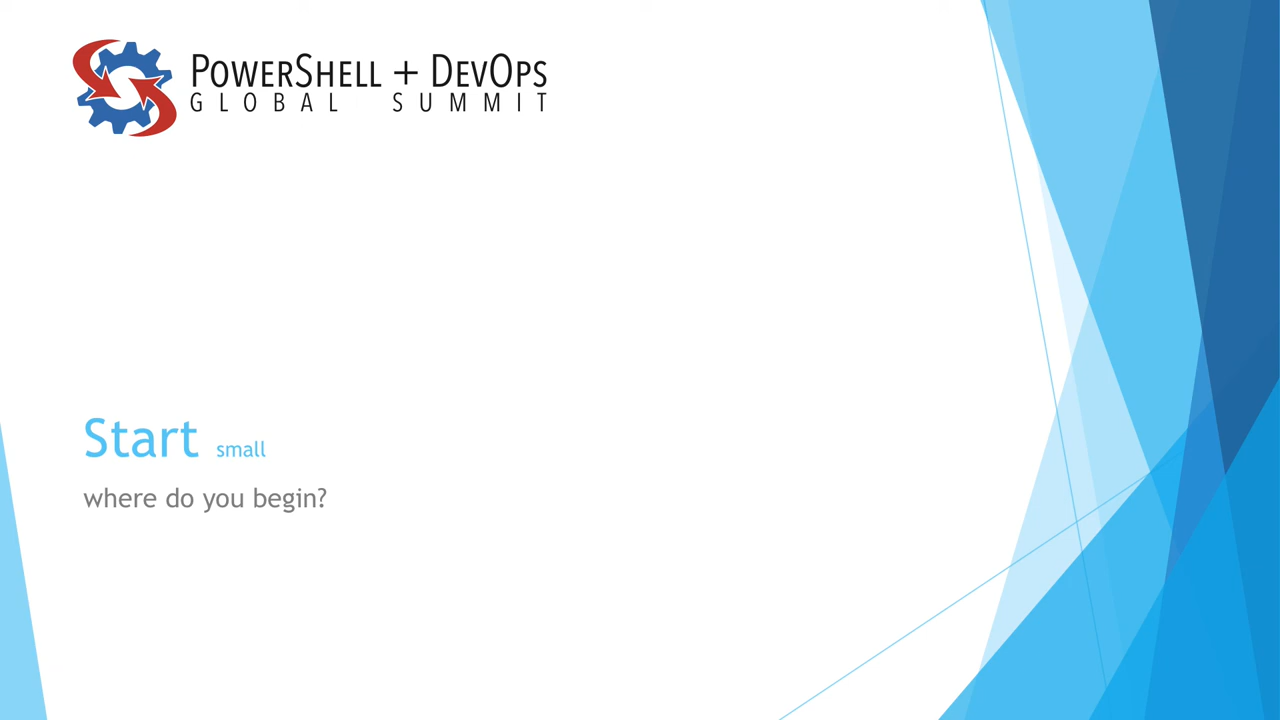 PowerShell + DevOps
GLOBAL SUMMIT
Start small
where do you begin?